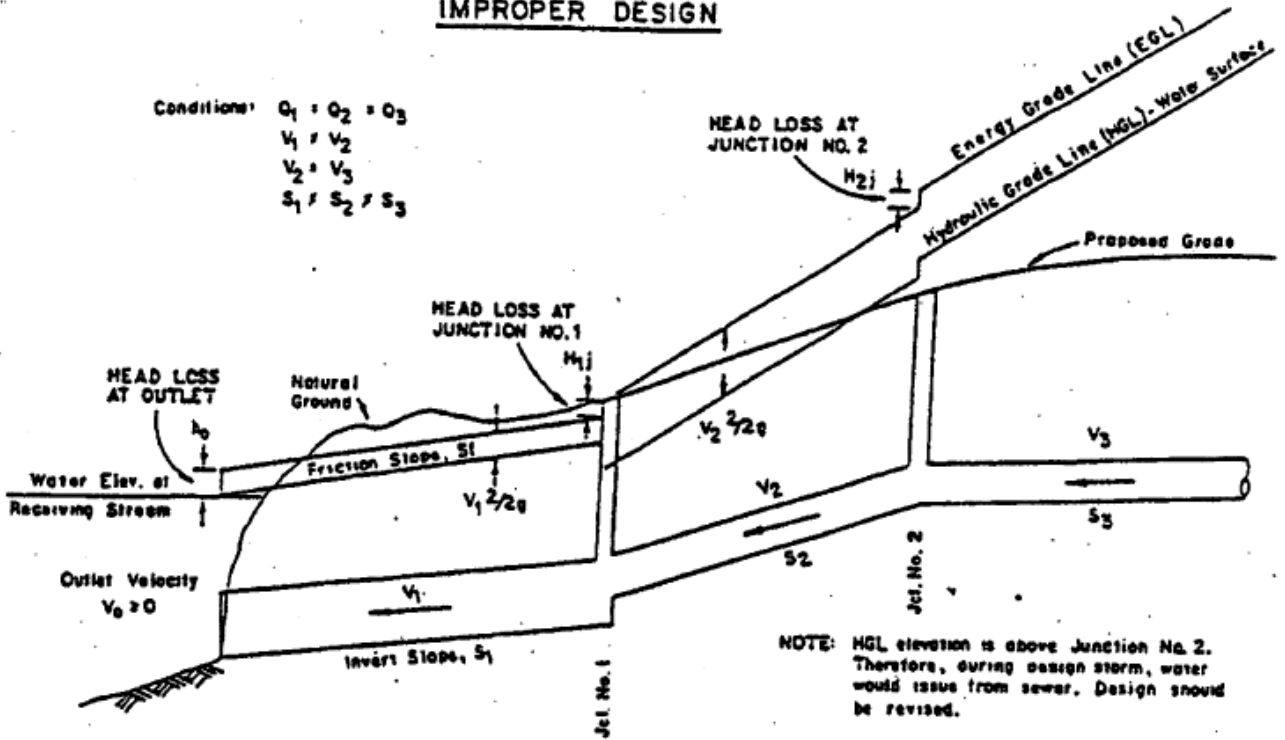 IMPROPER DESIGN
Conditions: Q1 = Q2 = Q3
V1 ≠ V2
V2 = V3
S1 ≠ S2 ≠ S3
HEAD LOSS AT
JUNCTION NO. 2
H2j
Energy Grade Line (EGL)
Hydraulic Grade Line (HGL)-Water Surface
Proposed Grade
HEAD LOSS AT
JUNCTION NO. 1
H1j
HEAD LOSS
AT OUTLET
Natural
Ground
Friction Slope, Sf
Water Elev. at
Receiving Stream
V1 2/2g
V2 2/2g
V3
S3
V2
S2
Outlet Velocity
V1
Invert Slope, S1
Jct. No. 1
Jct. No. 2
NOTE: HGL elevation is above Junction No. 2.
Therefore, during design storm, water
would issue from sewer. Design should
be revised.